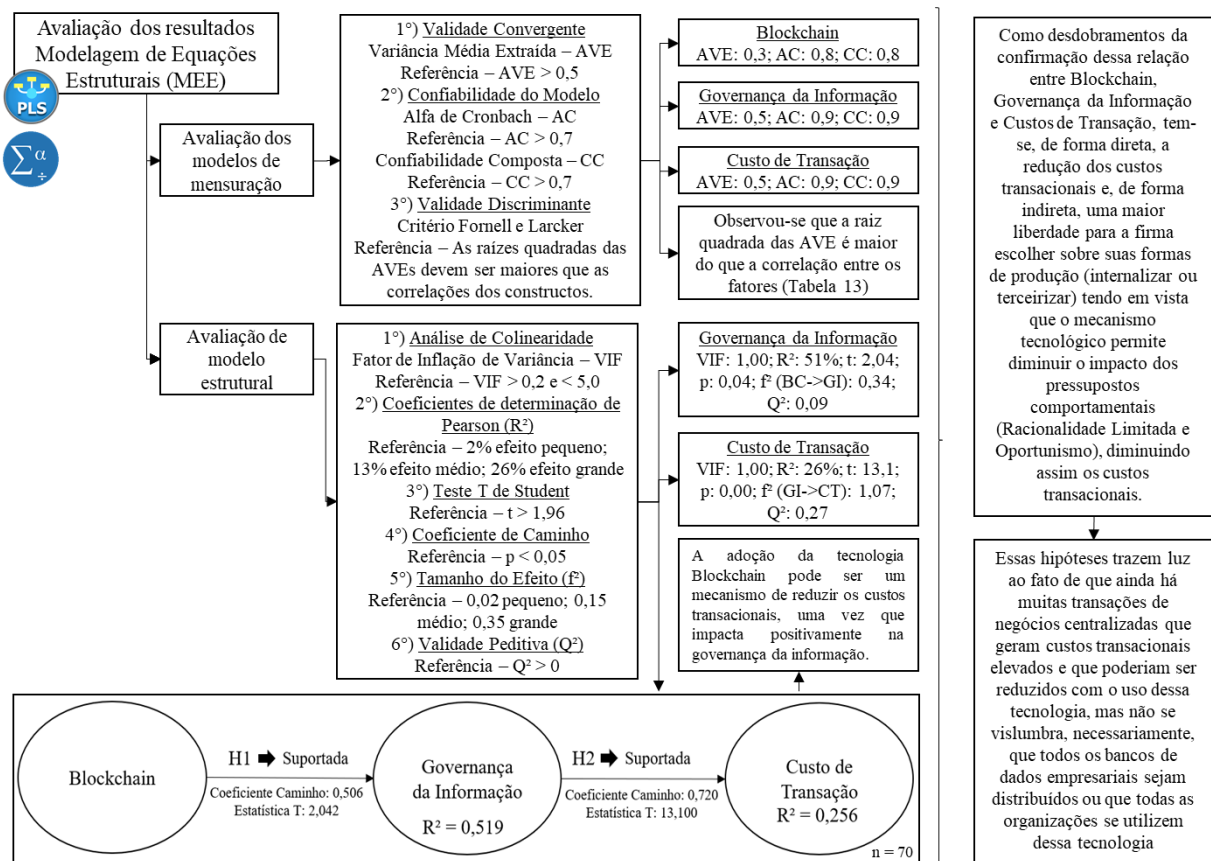 Avaliação dos resultados
Modelagem de Equações
Estruturais (MEE)
PLS
Σ α ÷
Avaliação dos
modelos de
mensuração
1°) Validade Convergente
Variância Média Extraída – AVE
Referência – AVE > 0,5
2°) Confiabilidade do Modelo
Alfa de Cronbach – AC
Referência – AC > 0,7
Confiabilidade Composta – CC
Referência – CC > 0,7
3°) Validade Discriminante
Critério Fornell e Larcker
Referência – As raízes quadradas das
AVEs devem ser maiores que as
correlações dos constructos.
Blockchain
AVE: 0,3; AC: 0,8; CC: 0,8
Governança da Informação
AVE: 0,5; AC: 0,9; CC: 0,9
Custo de Transação
AVE: 0,5; AC: 0,9; CC: 0,9
Observou-se que a raiz
quadrada das AVE é maior
do que a correlação entre os
fatores (Tabela 13)
Avaliação de
modelo
estrutural
1°) Análise de Colinearidade
Fator de Inflação de Variância – VIF
Referência – VIF > 0,2 e < 5,0
2°) Coeficientes de determinação de
Pearson (R²)
Referência – 2% efeito pequeno;
13% efeito médio; 26% efeito grande
3°) Teste T de Student
Referência – t > 1,96
4°) Coeficiente de Caminho
Referência – p < 0,05
5°) Tamanho do Efeito (f²)
Referência – 0,02 pequeno; 0,15
médio; 0,35 grande
6°) Validade Peditiva (Q²)
Referência – Q² > 0
Governança da Informação
VIF: 1,00; R²: 51%; t: 2,04;
p: 0,04; f² (BC->GI): 0,34;
Q²: 0,09
Custo de Transação
VIF: 1,00; R²: 26%; t: 13,1;
p: 0,00; f² (GI->CT): 1,07;
Q²: 0,27
A adoção da tecnologia
Blockchain pode ser um
mecanismo de reduzir os custos
transacionais, uma vez que
impacta positivamente na
governança da informação.
Blockchain
H1 ➡ Suportada
Coeficiente Caminho: 0,506
Estatística T: 2,042
Governança
da Informação
R² = 0,519
H2 ➡ Suportada
Coeficiente Caminho: 0,720
Estatística T: 13,100
Custo de
Transação
R² = 0,256
n = 70
Como desdobramentos da
confirmação dessa relação
entre Blockchain,
Governança da Informação
e Custos de Transação, tem-
se, de forma direta, a
redução dos custos
transacionais e, de forma
indireta, uma maior
liberdade para a firma
escolher sobre suas formas
de produção (internalizar ou
terceirizar) tendo em vista
que o mecanismo
tecnológico permite
diminuir o impacto dos
pressupostos
comportamentais
(Racionalidade Limitada e
Oportunismo), diminuindo
assim os custos
transacionais.
Essas hipóteses trazem luz
ao fato de que ainda há
muitas transações de
negócios centralizadas que
geram custos transacionais
elevados e que poderiam ser
reduzidos com o uso dessa
tecnologia, mas não se
vislumbra, necessariamente,
que todos os bancos de
dados empresariais sejam
distribuídos ou que todas as
organizações se utilizem
dessa tecnologia